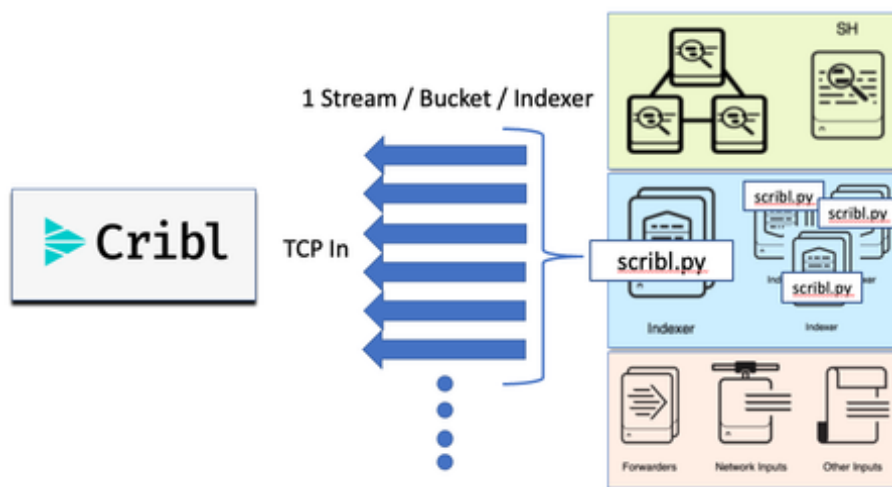 SH
1 Stream / Bucket / Indexer
Cribl
TCP In
scribl.py
scribl.py
scribl.py
scribl.py
Indexer
Indexer
Forwarders
Network Inputs
Other Inputs